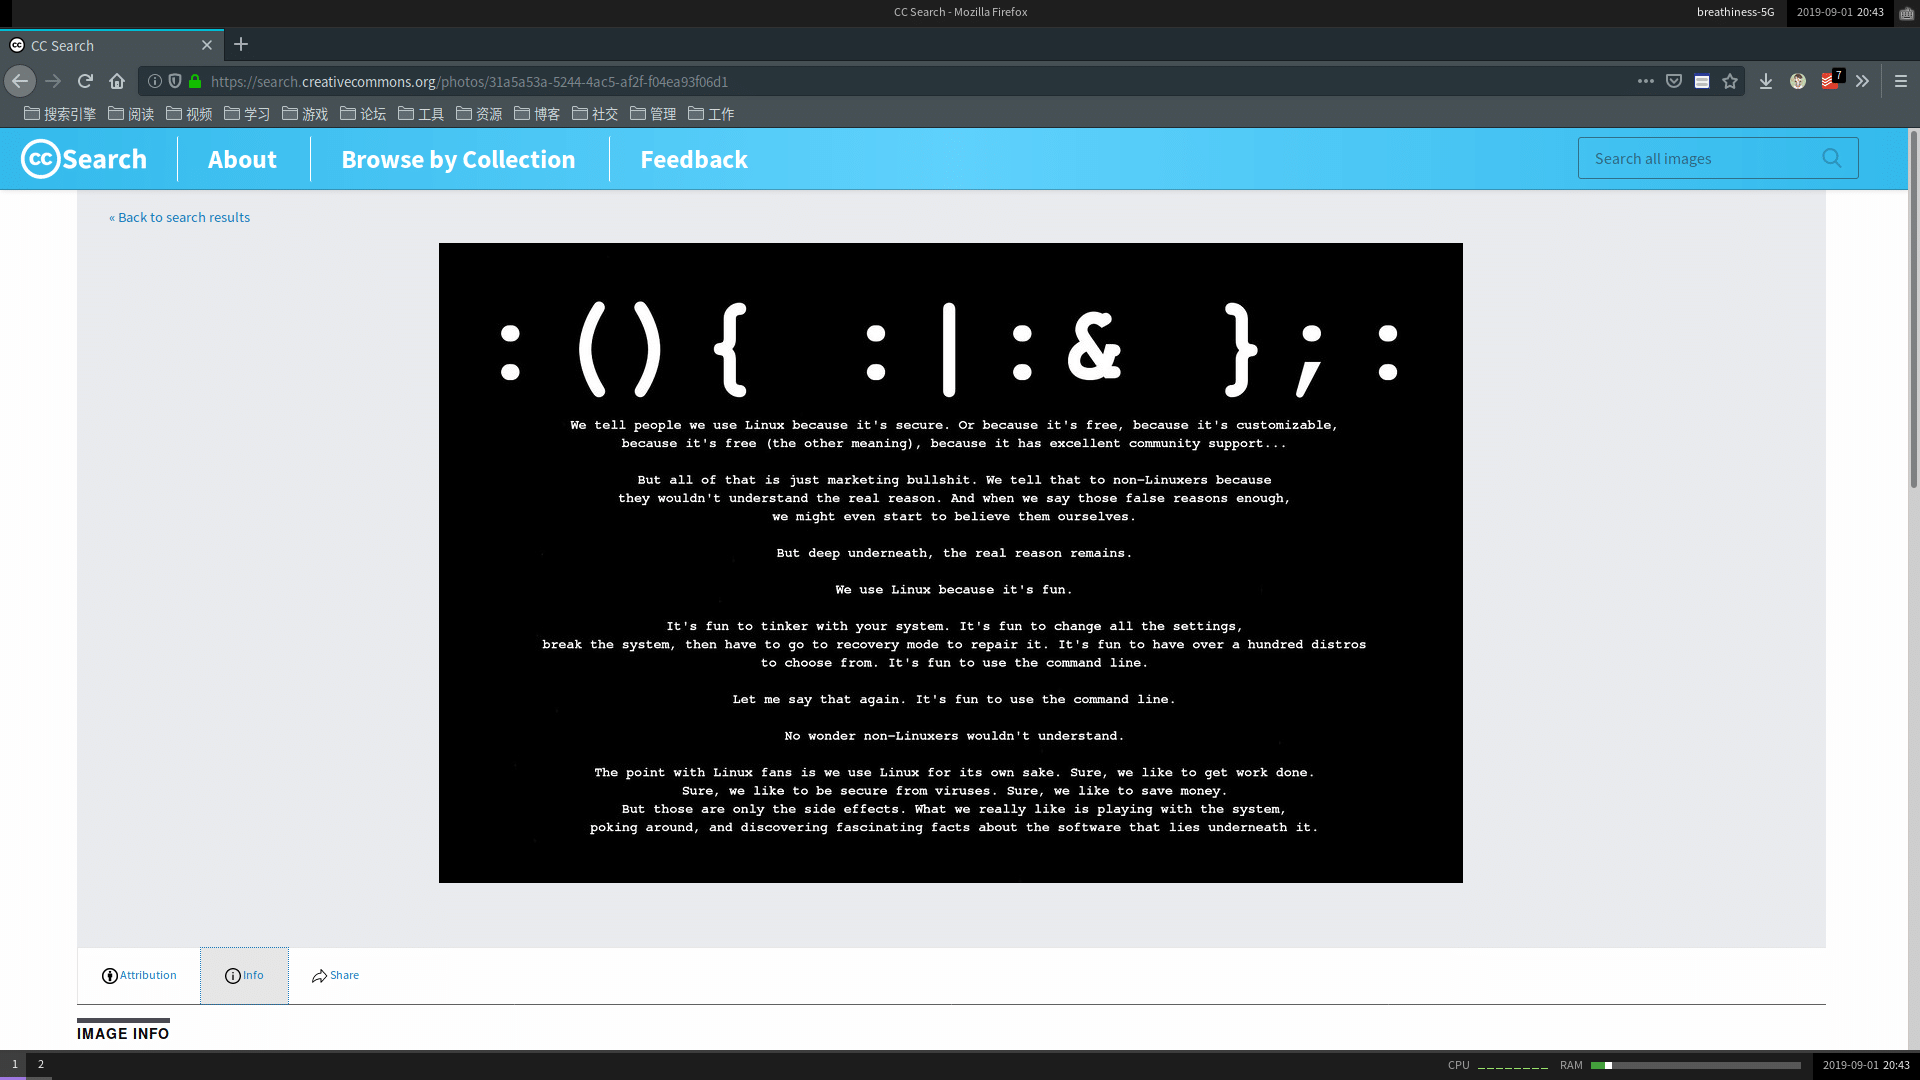 CC Search - Mozilla Firefox
breathiness-5G
2019-09-01 20:43
CC Search
https://search.creativecommons.org/photos/31a5a53a-5244-4ac5-af2f-f04ea93f06d1
7
搜索引擎 阅读 视频 学习 游戏 论坛 工具 资源 博客 社交 管理 工作
cc Search About Browse by Collection Feedback Search all images
« Back to search results
:(){ :|:& };:
We tell people we use Linux because it's secure. Or because it's free, because it's customizable,
because it's free (the other meaning), because it has excellent community support...
But all of that is just marketing bullshit. We tell that to non-Linuxers because
they wouldn't understand the real reason. And when we say those false reasons enough,
we might even start to believe them ourselves.
But deep underneath, the real reason remains.
We use Linux because it's fun.
It's fun to tinker with your system. It's fun to change all the settings,
break the system, then have to go to recovery mode to repair it. It's fun to have over a hundred distros
to choose from. It's fun to use the command line.
Let me say that again. It's fun to use the command line.
No wonder non-Linuxers wouldn't understand.
The point with Linux fans is we use Linux for its own sake. Sure, we like to get work done.
Sure, we like to be secure from viruses. Sure, we like to save money.
But those are only the side effects. What we really like is playing with the system,
poking around, and discovering fascinating facts about the software that lies underneath it.
Attribution Info Share
IMAGE INFO
1 2 CPU RAM 2019-09-01 20:43